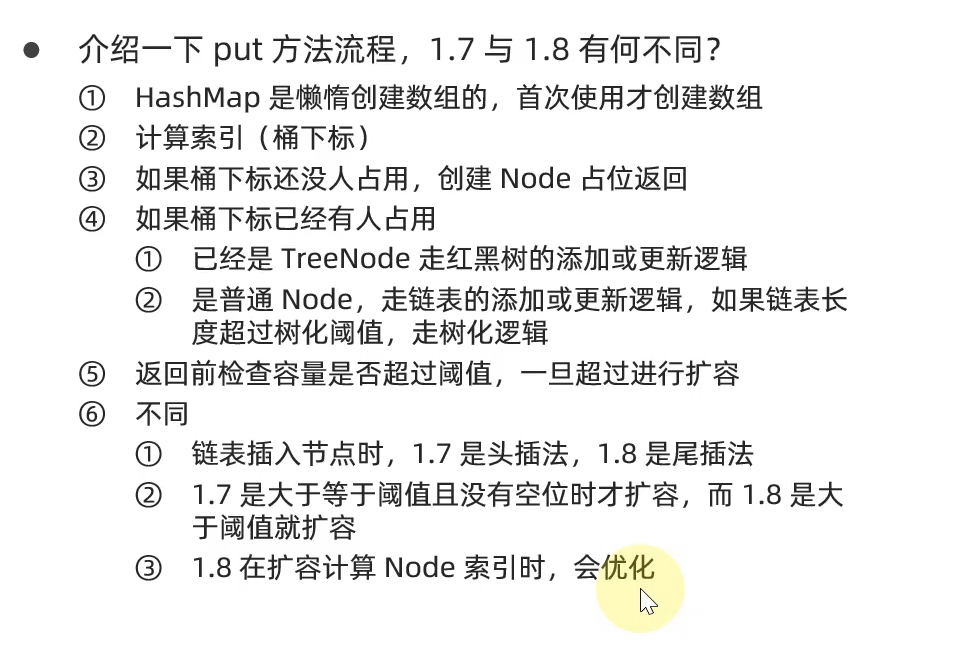 ● 介绍一下 put 方法流程，1.7 与 1.8 有何不同？
① HashMap 是懒惰创建数组的，首次使用才创建数组
② 计算索引（桶下标）
③ 如果桶下标还没人占用，创建 Node 占位返回
④ 如果桶下标已经有人占用
① 已经是 TreeNode 走红黑树的添加或更新逻辑
② 是普通 Node，走链表的添加或更新逻辑，如果链表长
度超过树化阈值，走树化逻辑
⑤ 返回前检查容量是否超过阈值，一旦超过进行扩容
⑥ 不同
① 链表插入节点时，1.7 是头插法，1.8 是尾插法
② 1.7 是大于等于阈值且没有空位时才扩容，而 1.8 是大
于阈值就扩容
③ 1.8 在扩容计算 Node 索引时，会优化